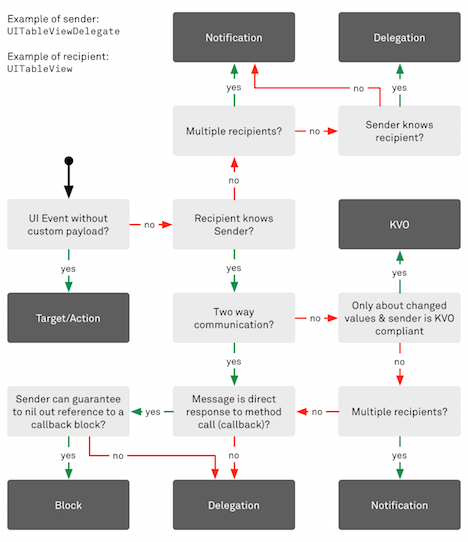 Example of sender:
UITableViewDelegate
Example of recipient:
UITableView
Notification
Delegation
yes
no
yes
Multiple recipients?
no
Sender knows
recipient?
no
UI Event without
custom payload?
no
Recipient knows
Sender?
KVO
yes
yes
yes
Target/Action
Two way
communication?
no
Only about changed
values & sender is KVO
compliant
yes
no
Sender can guarantee
to nil out reference to a
callback block?
yes
Message is direct
response to method
call (callback)?
no
Multiple recipients?
yes
no
no
yes
Block
Delegation
Notification